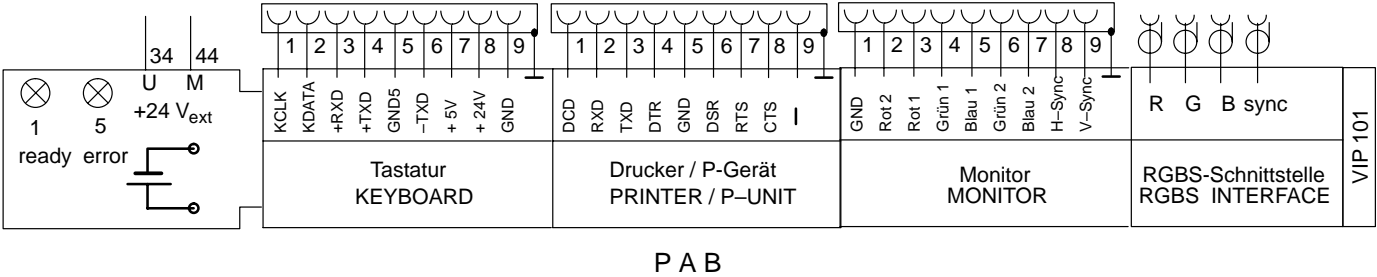 34 44
U M
+24 Vext
1 5
ready error
1 2 3 4 5 6 7 8 9
KCLK KDATA +RXD +TXD GND5 –TXD + 5V + 24V GND
Tastatur
KEYBOARD
1 2 3 4 5 6 7 8 9
DCD RXD TXD DTR GND DSR RTS CTS –
Drucker / P-Gerät
PRINTER / P–UNIT
1 2 3 4 5 6 7 8 9
GND Rot 2 Rot 1 Grün 1 Blau 1 Grün 2 Blau 2 H–Sync V–Sync
Monitor
MONITOR
R G B sync
RGBS-Schnittstelle
RGBS INTERFACE
VIP 101
P A B